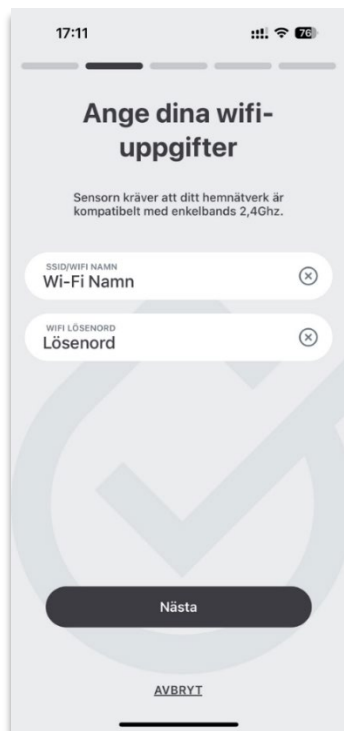 17:11
76
Ange dina wifi-
uppgifter
Sensorn kräver att ditt hemnätverk är
kompatibelt med enkelbands 2,4Ghz.
SSID/WIFI NAMN
Wi-Fi Namn
WIFI LÖSENORD
Lösenord
Nästa
AVBRYT